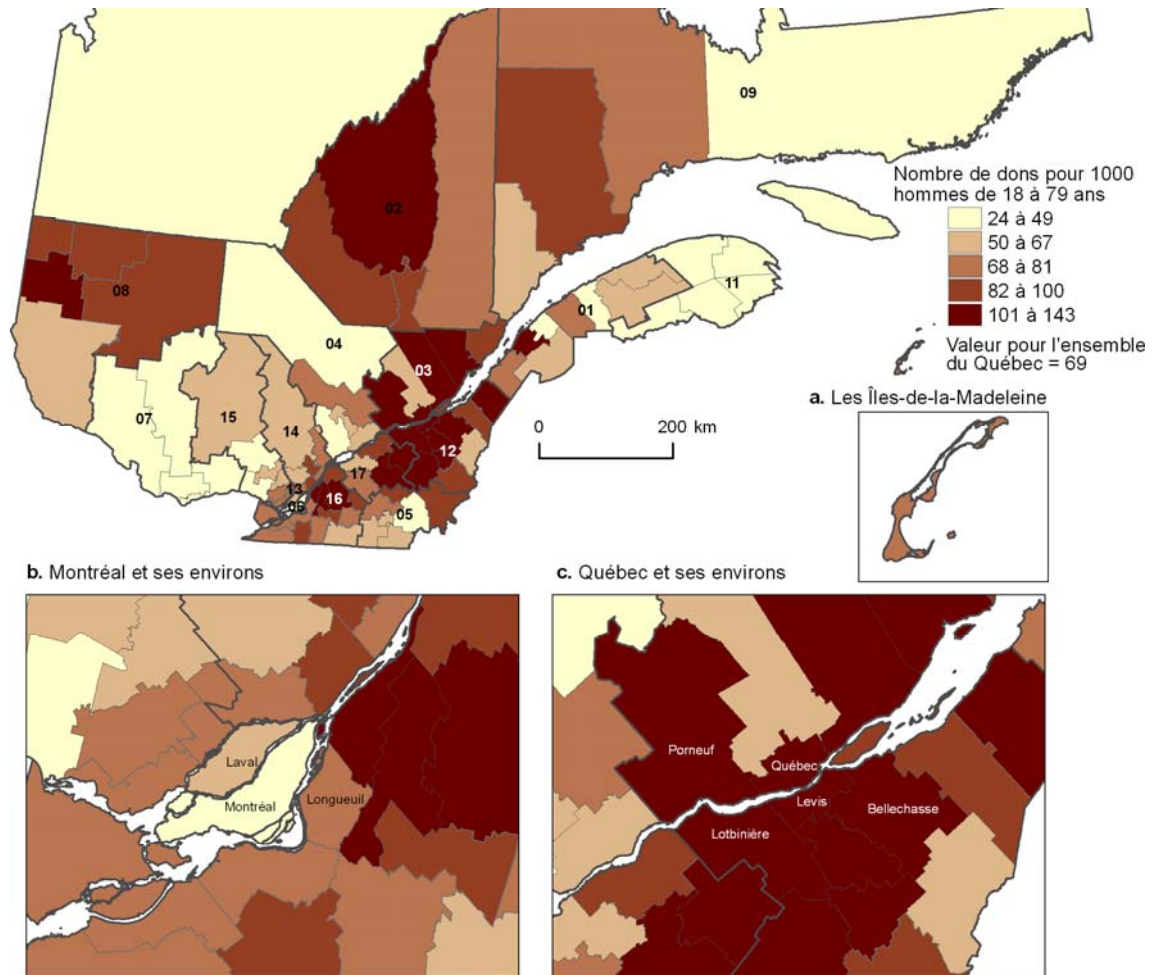 09
Nombre de dons pour 1000
hommes de 18 à 79 ans
24 à 49
50 à 67
68 à 81
82 à 100
101 à 143
Valeur pour l'ensemble
du Québec = 69
02
08
01
11
04
03
07
15
14
12
17
13
06
16
05
0 200 km
a. Les Îles-de-la-Madeleine
b. Montréal et ses environs
Laval
Montréal
Longueuil
c. Québec et ses environs
Porneuf
Québec
Levis
Bellechasse
Lotbinière